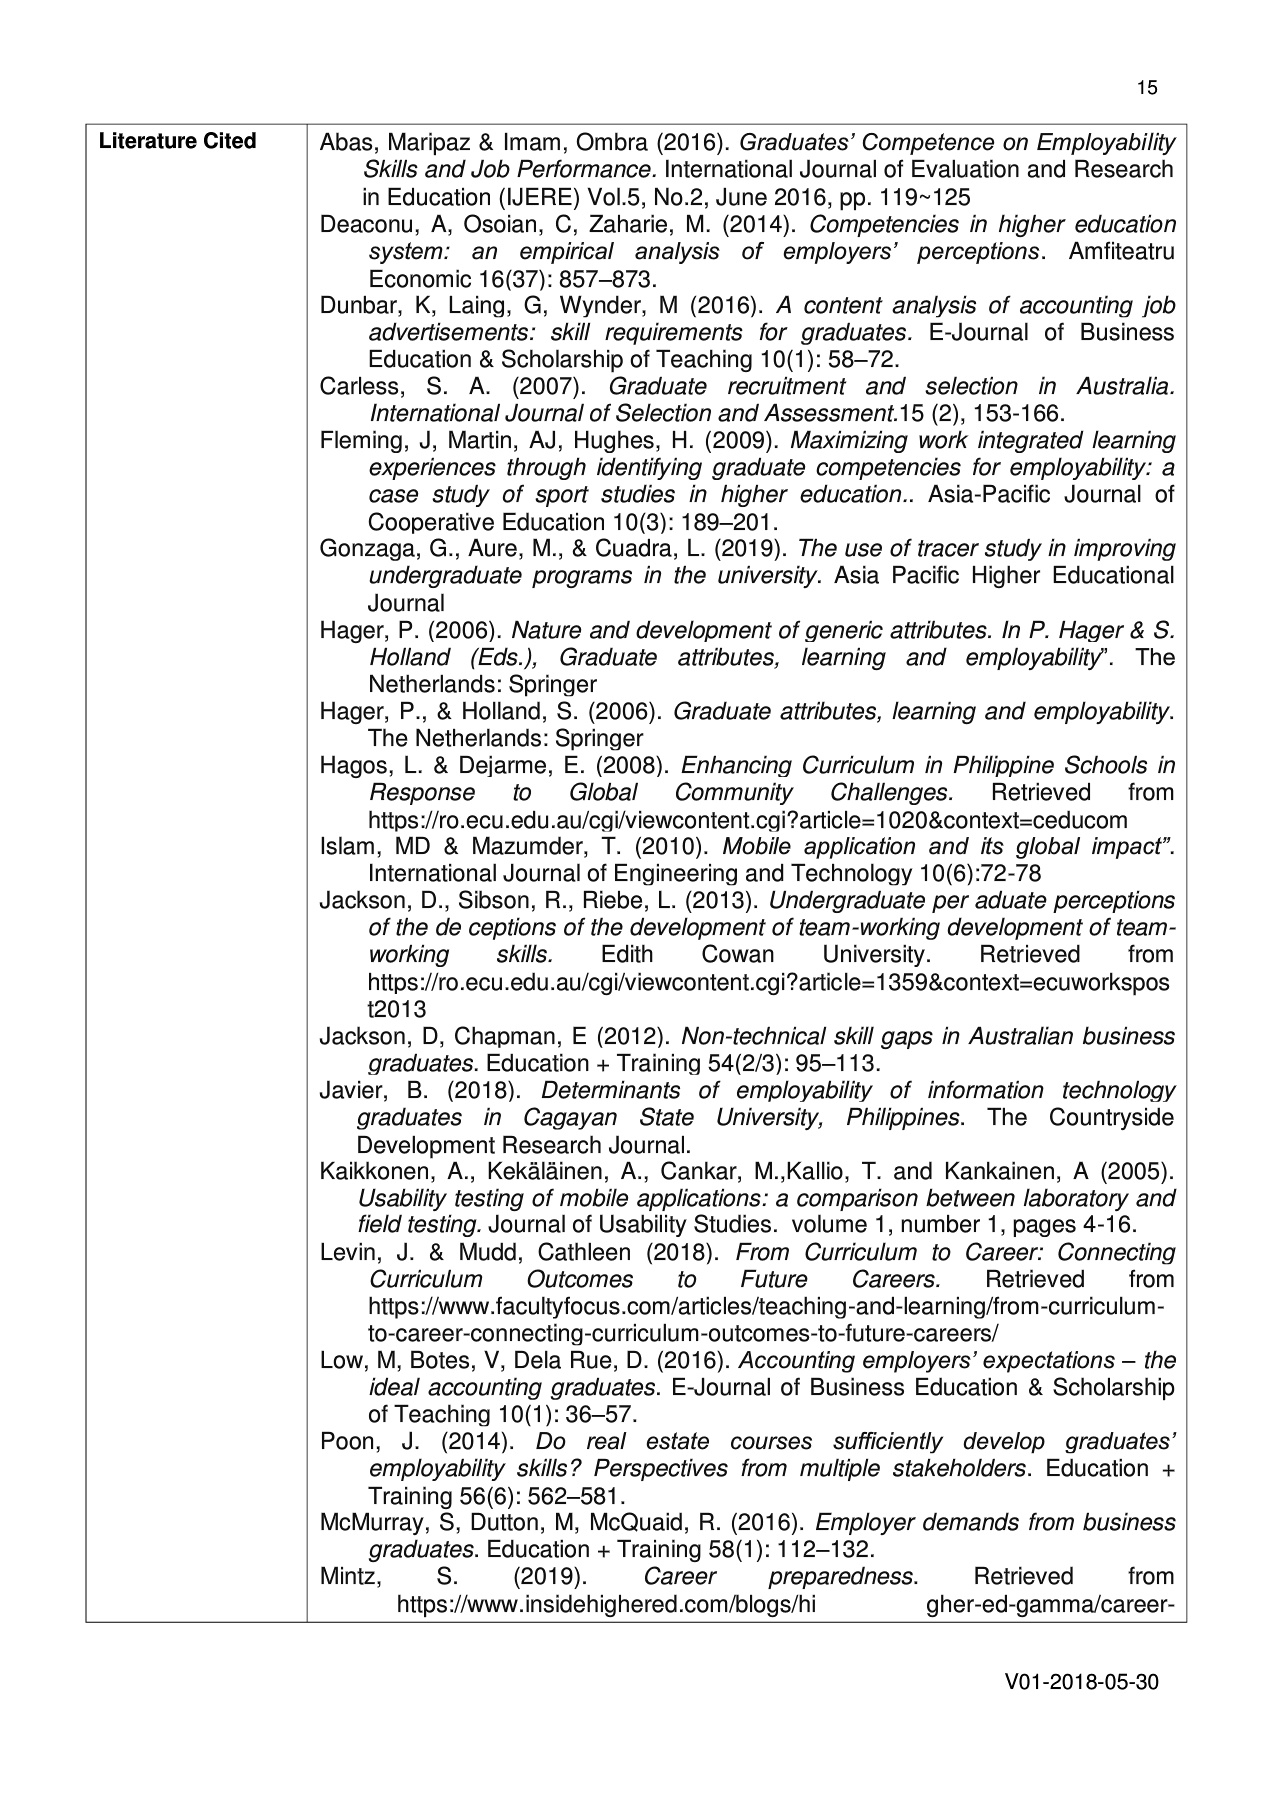 15
Literature Cited
Abas, Maripaz & Imam, Ombra (2016). Graduates’ Competence on Employability
Skills and Job Performance. International Journal of Evaluation and Research
in Education (IJERE) Vol.5, No.2, June 2016, pp. 119~125
Deaconu, A, Osoian, C, Zaharie, M. (2014). Competencies in higher education
system: an empirical analysis of employers’ perceptions. Amfiteatru
Economic 16(37): 857–873.
Dunbar, K, Laing, G, Wynder, M (2016). A content analysis of accounting job
advertisements: skill requirements for graduates. E-Journal of Business
Education & Scholarship of Teaching 10(1): 58–72.
Carless, S. A. (2007). Graduate recruitment and selection in Australia.
International Journal of Selection and Assessment.15 (2), 153-166.
Fleming, J, Martin, AJ, Hughes, H. (2009). Maximizing work integrated learning
experiences through identifying graduate competencies for employability: a
case study of sport studies in higher education.. Asia-Pacific Journal of
Cooperative Education 10(3): 189–201.
Gonzaga, G., Aure, M., & Cuadra, L. (2019). The use of tracer study in improving
undergraduate programs in the university. Asia Pacific Higher Educational
Journal
Hager, P. (2006). Nature and development of generic attributes. In P. Hager & S.
Holland (Eds.), Graduate attributes, learning and employability”. The
Netherlands: Springer
Hager, P., & Holland, S. (2006). Graduate attributes, learning and employability.
The Netherlands: Springer
Hagos, L. & Dejarme, E. (2008). Enhancing Curriculum in Philippine Schools in
Response to Global Community Challenges. Retrieved from
https://ro.ecu.edu.au/cgi/viewcontent.cgi?article=1020&context=ceducom
Islam, MD & Mazumder, T. (2010). Mobile application and its global impact”.
International Journal of Engineering and Technology 10(6):72-78
Jackson, D., Sibson, R., Riebe, L. (2013). Undergraduate per aduate perceptions
of the de ceptions of the development of team-working development of team-
working skills. Edith Cowan University. Retrieved from
https://ro.ecu.edu.au/cgi/viewcontent.cgi?article=1359&context=ecuworkspos
t2013
Jackson, D, Chapman, E (2012). Non-technical skill gaps in Australian business
graduates. Education + Training 54(2/3): 95–113.
Javier, B. (2018). Determinants of employability of information technology
graduates in Cagayan State University, Philippines. The Countryside
Development Research Journal.
Kaikkonen, A., Kekäläinen, A., Cankar, M.,Kallio, T. and Kankainen, A (2005).
Usability testing of mobile applications: a comparison between laboratory and
field testing. Journal of Usability Studies. volume 1, number 1, pages 4-16.
Levin, J. & Mudd, Cathleen (2018). From Curriculum to Career: Connecting
Curriculum Outcomes to Future Careers. Retrieved from
https://www.facultyfocus.com/articles/teaching-and-learning/from-curriculum-
to-career-connecting-curriculum-outcomes-to-future-careers/
Low, M, Botes, V, Dela Rue, D. (2016). Accounting employers’ expectations – the
ideal accounting graduates. E-Journal of Business Education & Scholarship
of Teaching 10(1): 36–57.
Poon, J. (2014). Do real estate courses sufficiently develop graduates’
employability skills? Perspectives from multiple stakeholders. Education +
Training 56(6): 562–581.
McMurray, S, Dutton, M, McQuaid, R. (2016). Employer demands from business
graduates. Education + Training 58(1): 112–132.
Mintz, S. (2019). Career preparedness. Retrieved from
https://www.insidehighered.com/blogs/hi gher-ed-gamma/career-
V01-2018-05-30